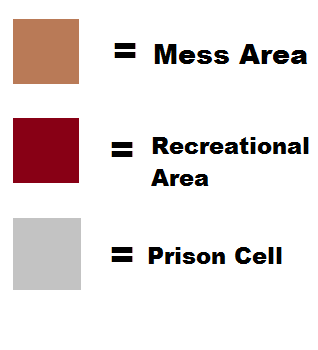 = Mess Area
= Recreational
Area
= Prison Cell